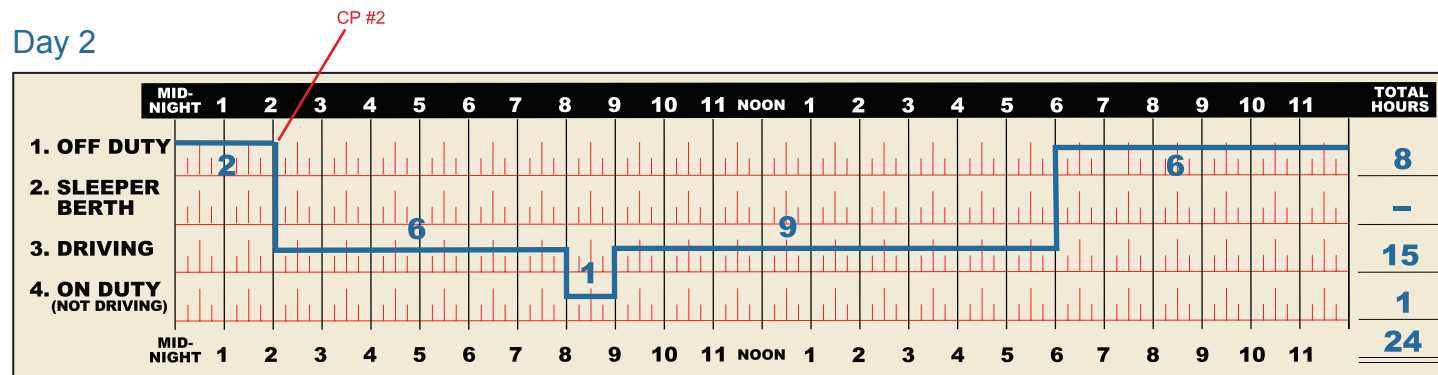 CP #2
Day 2
MID-NIGHT 1 2 3 4 5 6 7 8 9 10 11 NOON 1 2 3 4 5 6 7 8 9 10 11 TOTAL HOURS
1. OFF DUTY 2 6 8
2. SLEEPER
BERTH –
6 9
3. DRIVING 15
1
4. ON DUTY
(NOT DRIVING) 1
MID-NIGHT 1 2 3 4 5 6 7 8 9 10 11 NOON 1 2 3 4 5 6 7 8 9 10 11 24